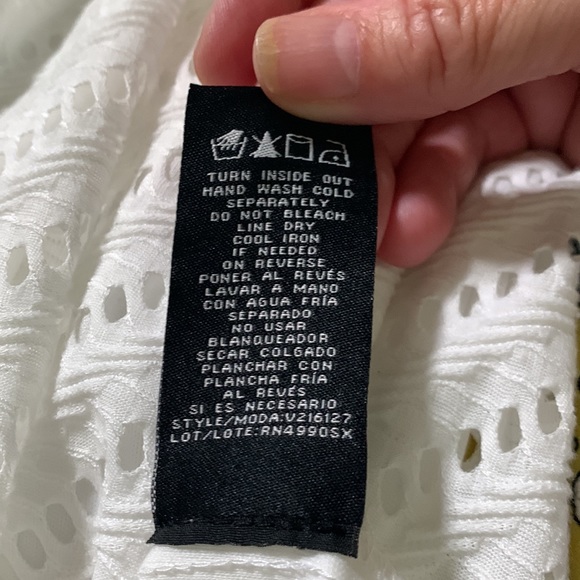 TURN INSIDE OUT
HAND WASH COLD
SEPARATELY
DO NOT BLEACH
LINE DRY
COOL IRON
IF NEEDED
ON REVERSE
PONER AL REVÉS
LAVAR A MANO
CON AGUA FRÍA
SEPARADO
NO USAR
BLANQUEADOR
SECAR COLGADO
PLANCHAR CON
PLANCHA FRÍA
AL REVÉS
SI ES NECESARIO
STYLE/MODA:V216127
LOT/LOTE:RN4990SX